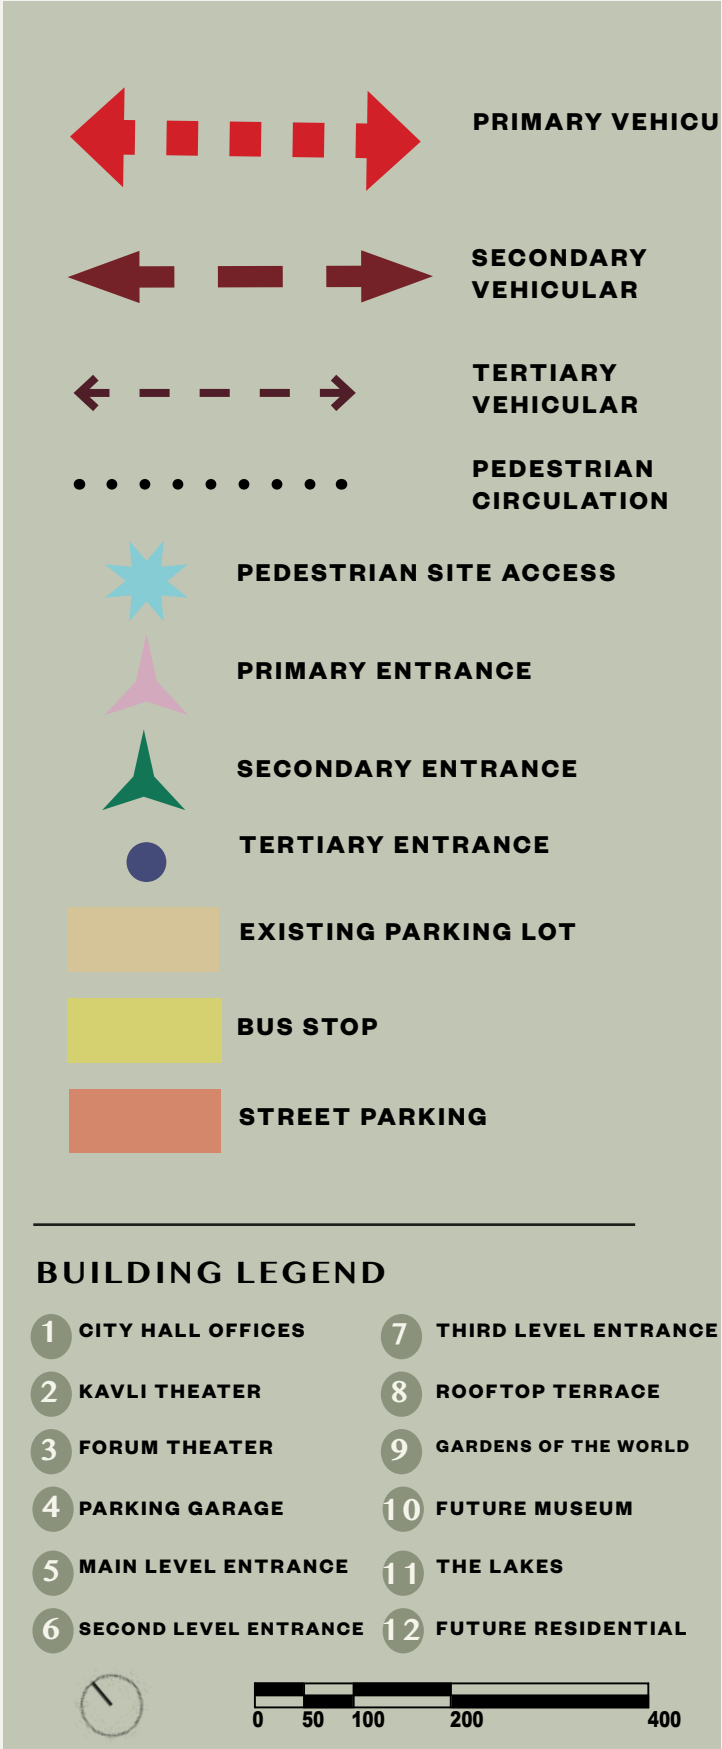 PRIMARY VEHICU
SECONDARY
VEHICULAR
TERTIARY
VEHICULAR
PEDESTRIAN
CIRCULATION
PEDESTRIAN SITE ACCESS
PRIMARY ENTRANCE
SECONDARY ENTRANCE
TERTIARY ENTRANCE
EXISTING PARKING LOT
BUS STOP
STREET PARKING
BUILDING LEGEND
1 CITY HALL OFFICES
2 KAVLI THEATER
3 FORUM THEATER
4 PARKING GARAGE
5 MAIN LEVEL ENTRANCE
6 SECOND LEVEL ENTRANCE
7 THIRD LEVEL ENTRANCE
8 ROOFTOP TERRACE
9 GARDENS OF THE WORLD
10 FUTURE MUSEUM
11 THE LAKES
12 FUTURE RESIDENTIAL
0 50 100 200 400